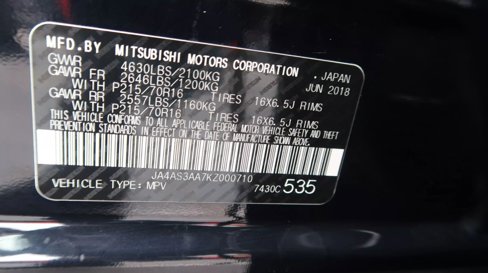 MFD.BY MITSUBISHI MOTORS CORPORATION . JAPAN
GVWR 4630LBS/2100KG JUN 2018
GAWR FR 2646LBS/1200KG
WITH P215/70R16 TIRES 16X6.5J RIMS
GAWR RR 2557LBS/1160KG
WITH P215/70R16 TIRES 16X6.5J RIMS
THIS VEHICLE CONFORMS TO ALL APPLICABLE FEDERAL MOTOR VEHICLE SAFETY AND THEFT
PREVENTION STANDARDS IN EFFECT ON THE DATE OF MANUFACTURE SHOWN ABOVE.
JA4AS3AA7KZ000710
VEHICLE TYPE: MPV 7430C 535